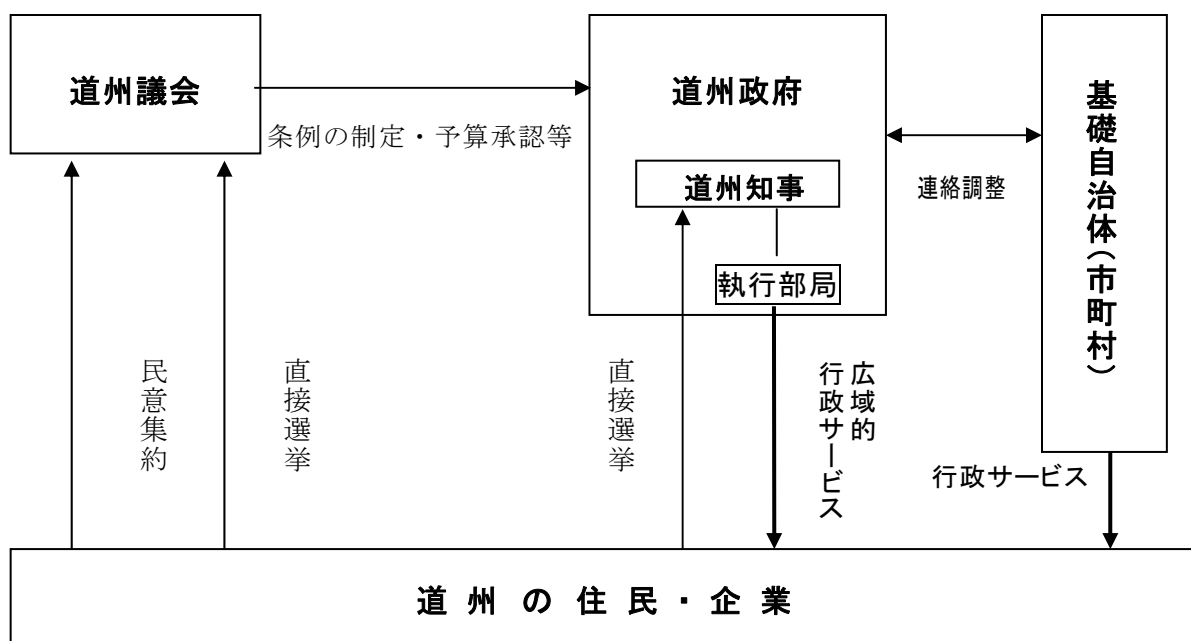 道州議会
条例の制定・予算承認等
道州政府
道州知事
執行部局
連絡調整
基礎自治体（市町村）
民意集約
直接選挙
直接選挙
広域的
行政サービス
行政サービス
道州の住民・企業